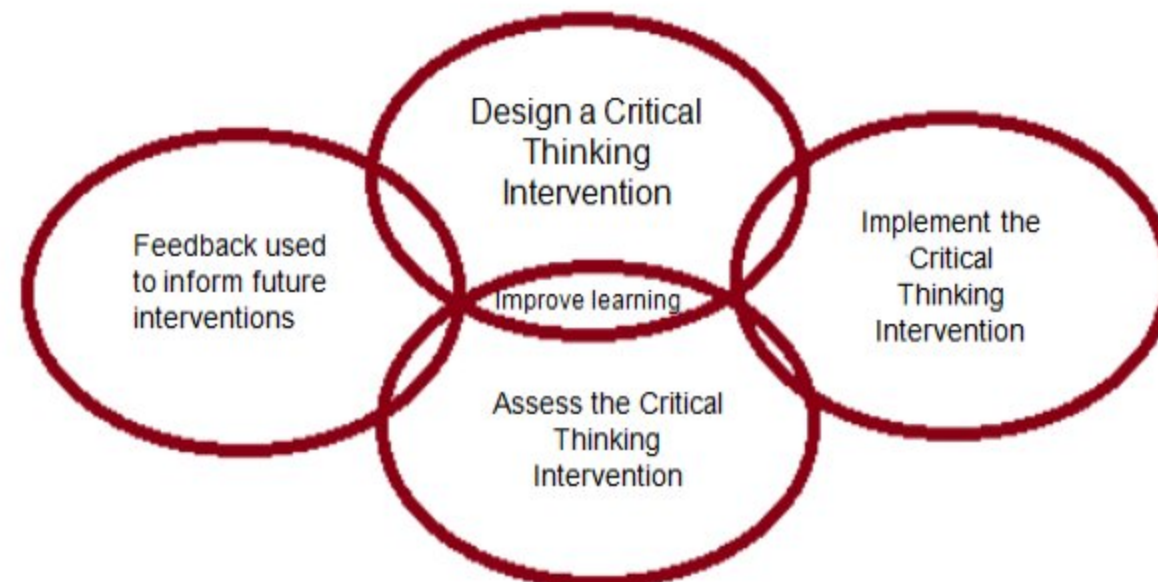 Design a Critical
Thinking
Intervention
Feedback used
to inform future
interventions
Improve learning
Implement the
Critical
Thinking
Intervention
Assess the Critical
Thinking
Intervention